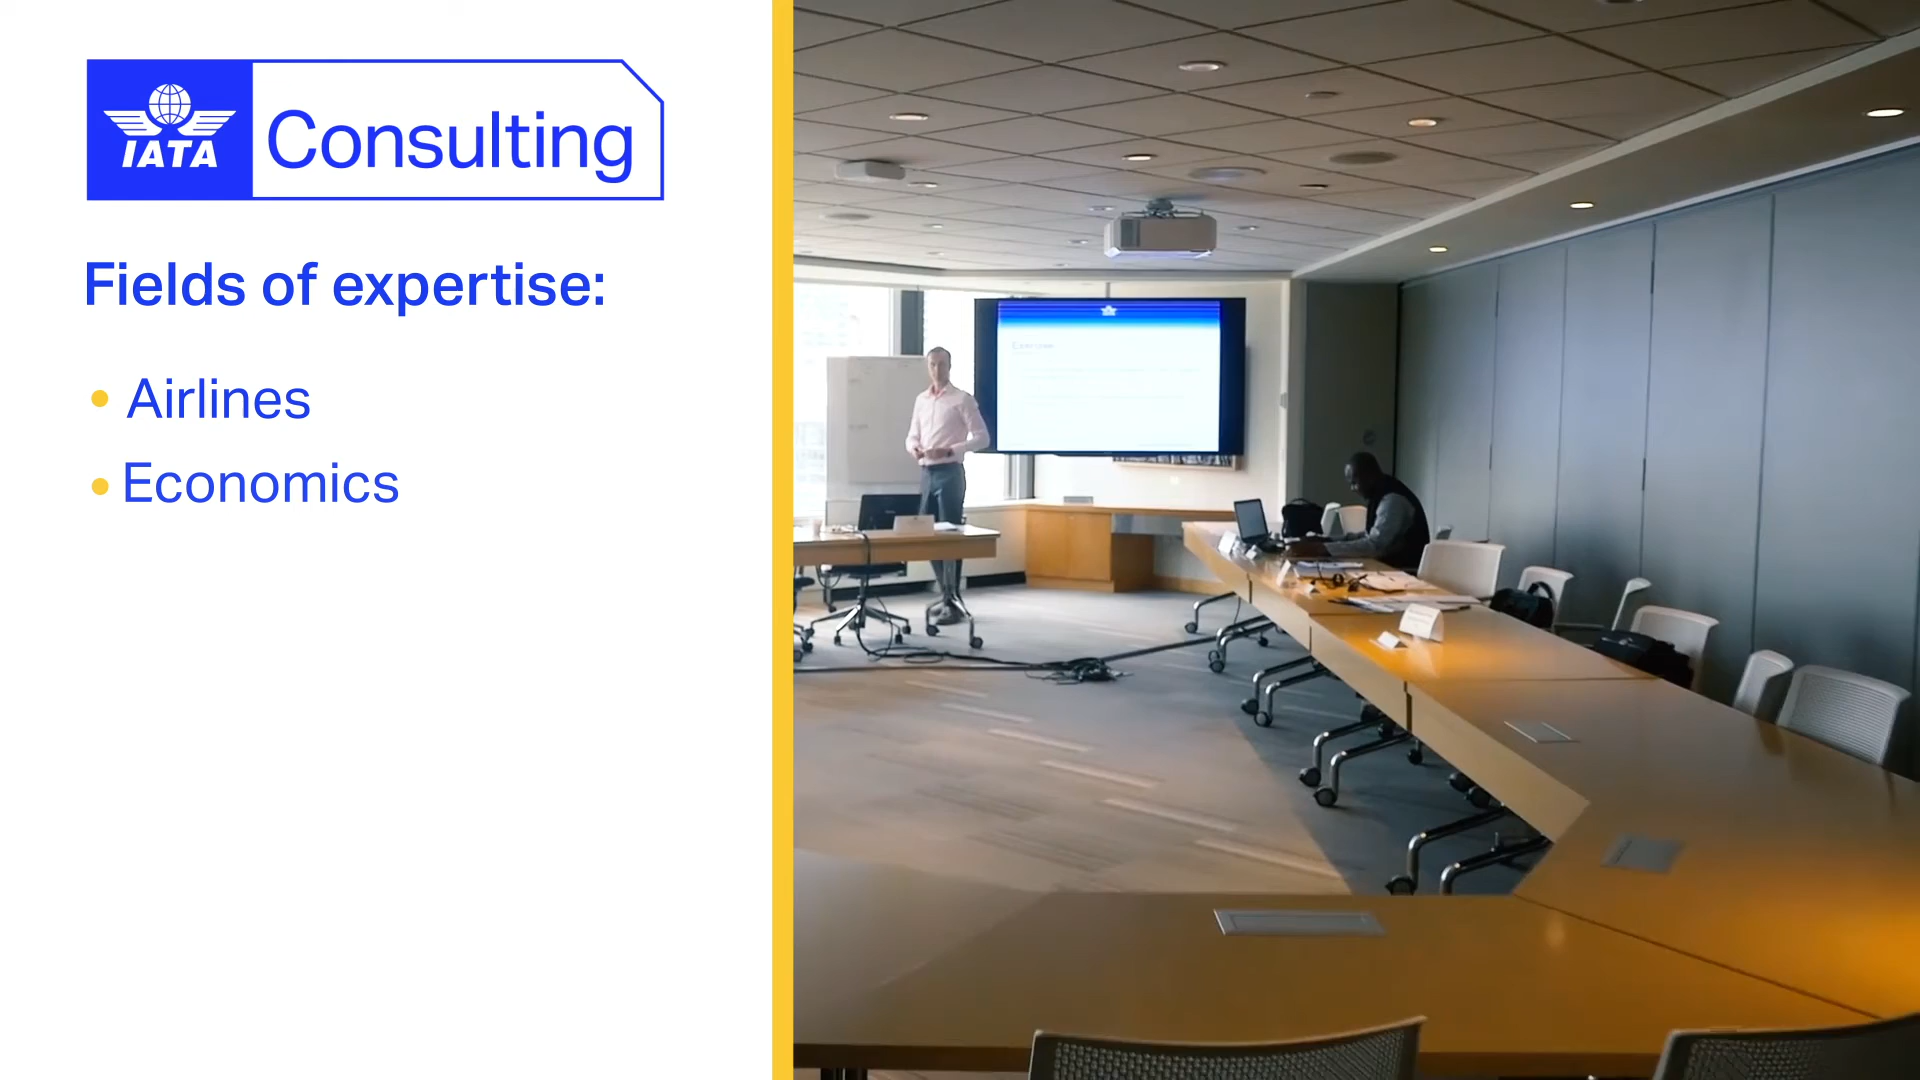 IATA
Consulting
Fields of expertise:
• Airlines
• Economics